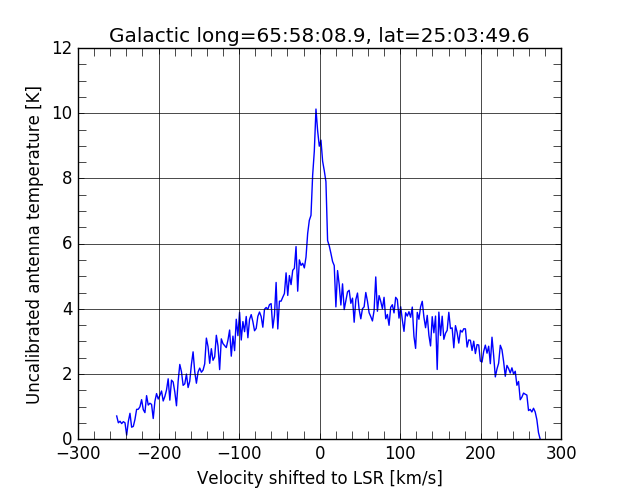 Galactic long=65:58:08.9, lat=25:03:49.6
12
10
8
6
4
2
0
Uncalibrated antenna temperature [K]
−300 −200 −100 0 100 200 300
Velocity shifted to LSR [km/s]